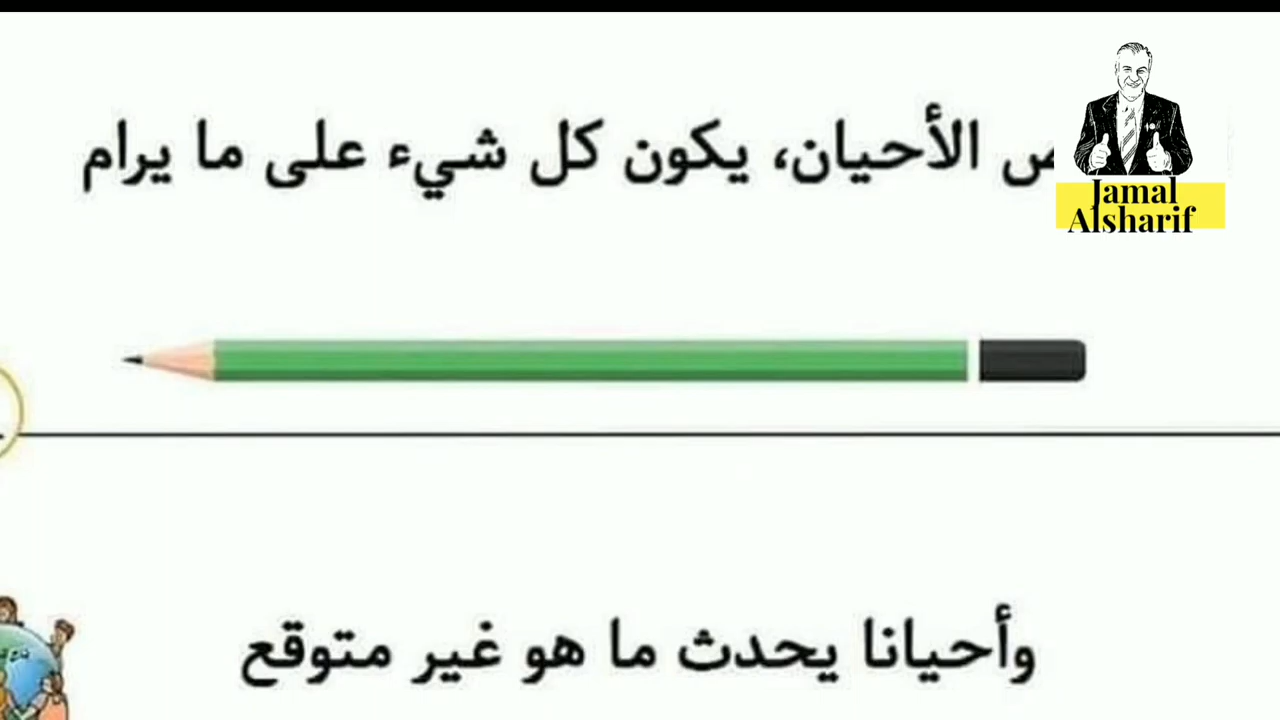 الأحيان، يكون كل شيء على ما يرام
Jamal
Alsharif
وأحيانا يحدث ما هو غير متوقع